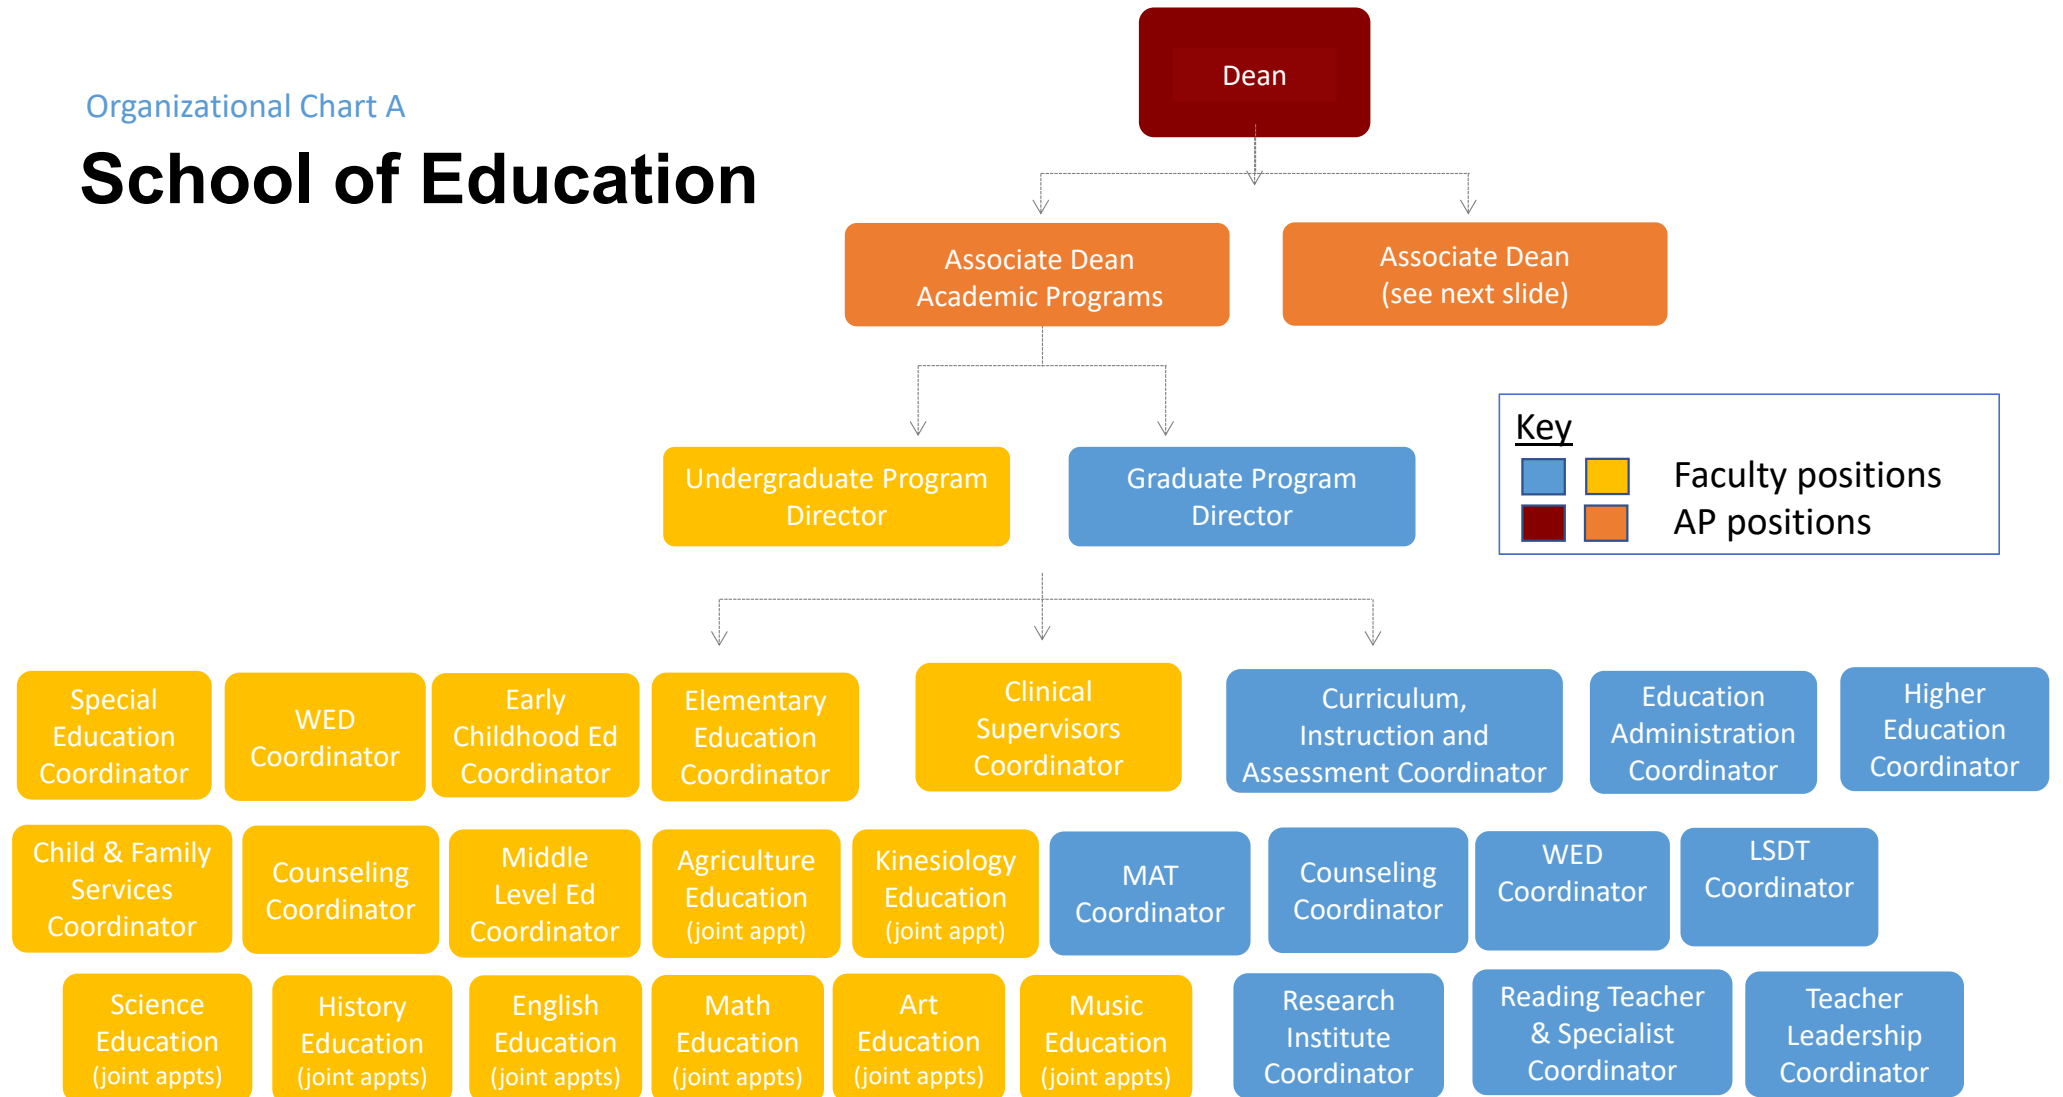 Dean
Organizational Chart A
School of Education
Associate Dean
Academic Programs
Associate Dean
(see next slide)
Key
Faculty positions
AP positions
Undergraduate Program
Director
Graduate Program
Director
Special
Education
Coordinator
WED
Coordinator
Early
Childhood Ed
Coordinator
Elementary
Education
Coordinator
Clinical
Supervisors
Coordinator
Curriculum,
Instruction and
Assessment Coordinator
Education
Administration
Coordinator
Higher
Education
Coordinator
Child & Family
Services
Coordinator
Counseling
Coordinator
Middle
Level Ed
Coordinator
Agriculture
Education
(joint appt)
Kinesiology
Education
(joint appt)
MAT
Coordinator
Counseling
Coordinator
WED
Coordinator
LSDT
Coordinator
Science
Education
(joint appts)
History
Education
(joint appts)
English
Education
(joint appts)
Math
Education
(joint appts)
Art
Education
(joint appts)
Music
Education
(joint appts)
Research
Institute
Coordinator
Reading Teacher
& Specialist
Coordinator
Teacher
Leadership
Coordinator